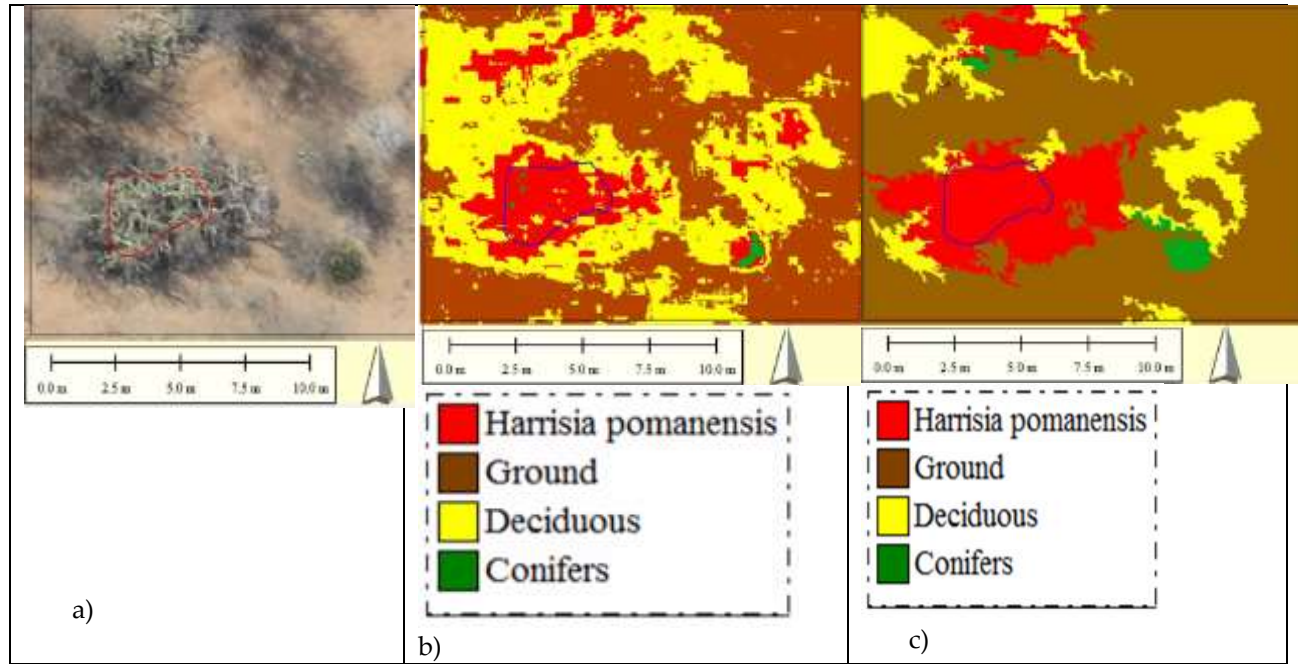 0.0 m 2.5 m 5.0 m 7.5 m 10.0 m
a)
0.0 m 2.5 m 5.0 m 7.5 m 10.0 m
Harrisia pomanensis
Ground
Deciduous
Conifers
b)
0.0 m 2.5 m 5.0 m 7.5 m 10.0 m
Harrisia pomanensis
Ground
Deciduous
Conifers
c)